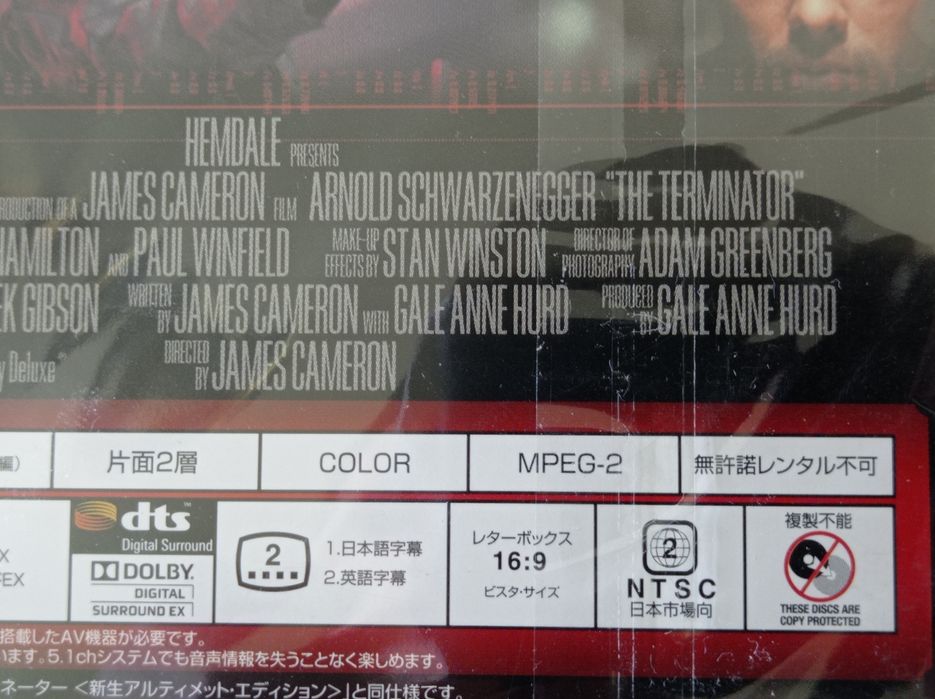 HEMDALE PRESENTS
RODUCTION OF A JAMES CAMERON FILM ARNOLD SCHWARZENEGGER "THE TERMINATOR"
HAMILTON AND PAUL WINFIELD MAKE-UP EFFECTS BY STAN WINSTON DIRECTOR OF PHOTOGRAPHY ADAM GREENBERG
EK GIBSON WRITTEN BY JAMES CAMERON WITH GALE ANNE HURD PRODUCED BY GALE ANNE HURD
y Deluxe® DIRECTED BY JAMES CAMERON
編) 片面2層 COLOR MPEG-2 無許諾レンタル不可
X
EX
dts™
Digital Surround
DOLBY.
DIGITAL
SURROUND EX
2
1.日本語字幕
2.英語字幕
レターボックス
16:9
ビスタ・サイズ
2
NTSC
日本市場向
複製不能
THESE DISCS ARE
COPY PROTECTED
搭載したAV機器が必要です。
います。5.1chシステムでも音声情報を失うことなく楽しめます。
ネーター <新生アルティメット・エディション>」と同仕様です。